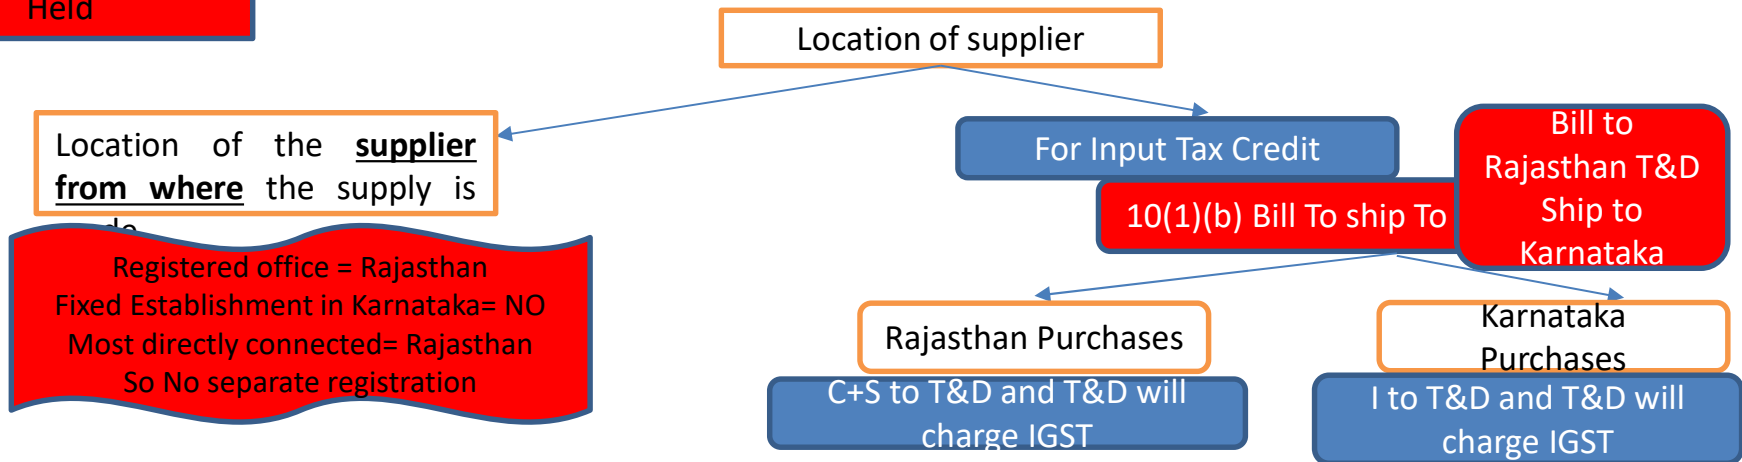 Held
Location of supplier
Location of the supplier
from where the supply is
Registered office = Rajasthan
Fixed Establishment in Karnataka= NO
Most directly connected= Rajasthan
So No separate registration
For Input Tax Credit
10(1)(b) Bill To ship To
Bill to
Rajasthan T&D
Ship to
Karnataka
Rajasthan Purchases
C+S to T&D and T&D will
charge IGST
Karnataka
Purchases
I to T&D and T&D will
charge IGST